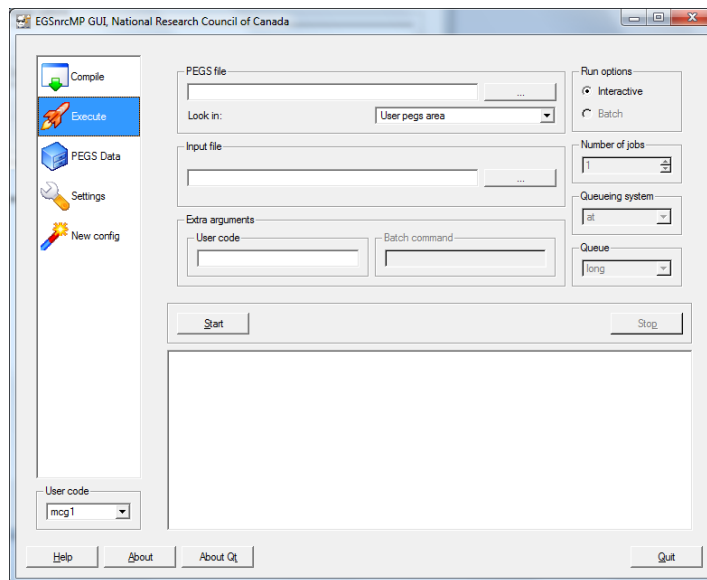 EGSnrcMP GUI, National Research Council of Canada
Compile
Execute
PEGS Data
Settings
New config
PEGS file
...
Look in:
User pegs area
Input file
...
Extra arguments
User code
Batch command
Run options
Interactive
Batch
Number of jobs
1
Queueing system
at
Queue
long
Start
Stop
User code
mcg1
Help
About
About Qt
Quit